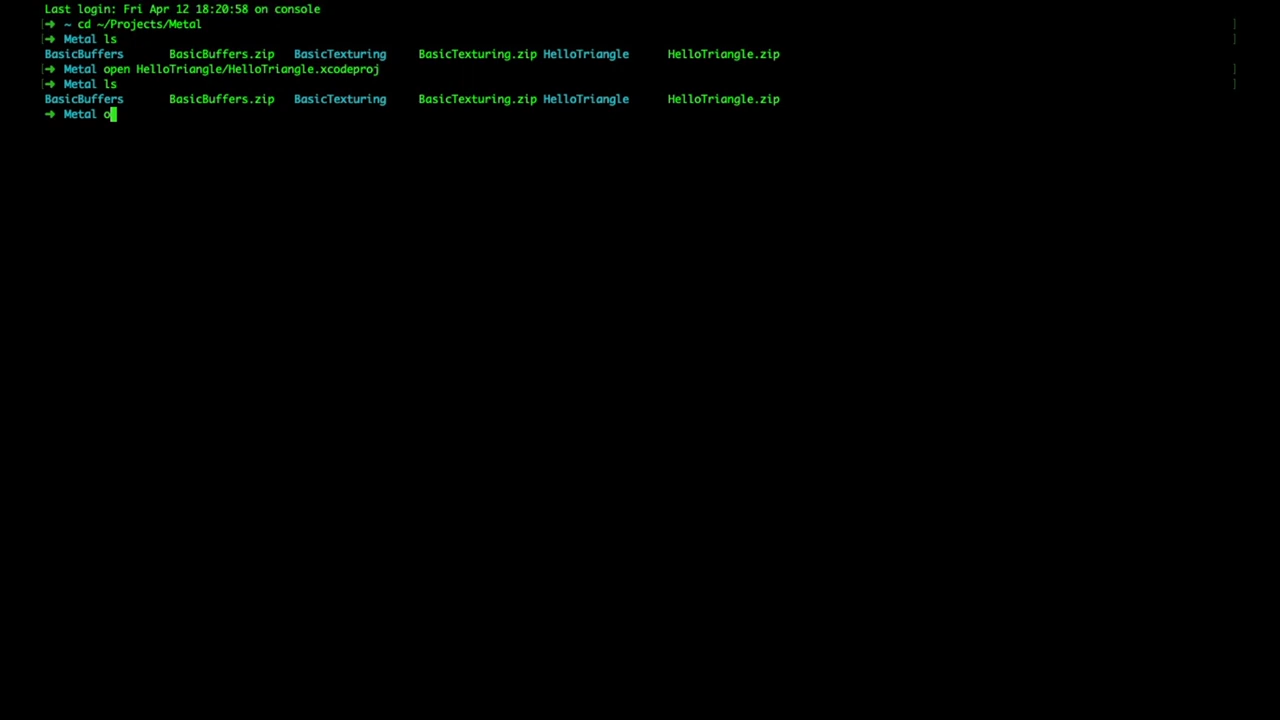 Last login: Fri Apr 12 18:20:58 on console
[➜ ~ cd ~/Projects/Metal ]
[➜ Metal ls ]
BasicBuffers BasicBuffers.zip BasicTexturing BasicTexturing.zip HelloTriangle HelloTriangle.zip
[➜ Metal open HelloTriangle/HelloTriangle.xcodeproj ]
[➜ Metal ls ]
BasicBuffers BasicBuffers.zip BasicTexturing BasicTexturing.zip HelloTriangle HelloTriangle.zip
➜ Metal o